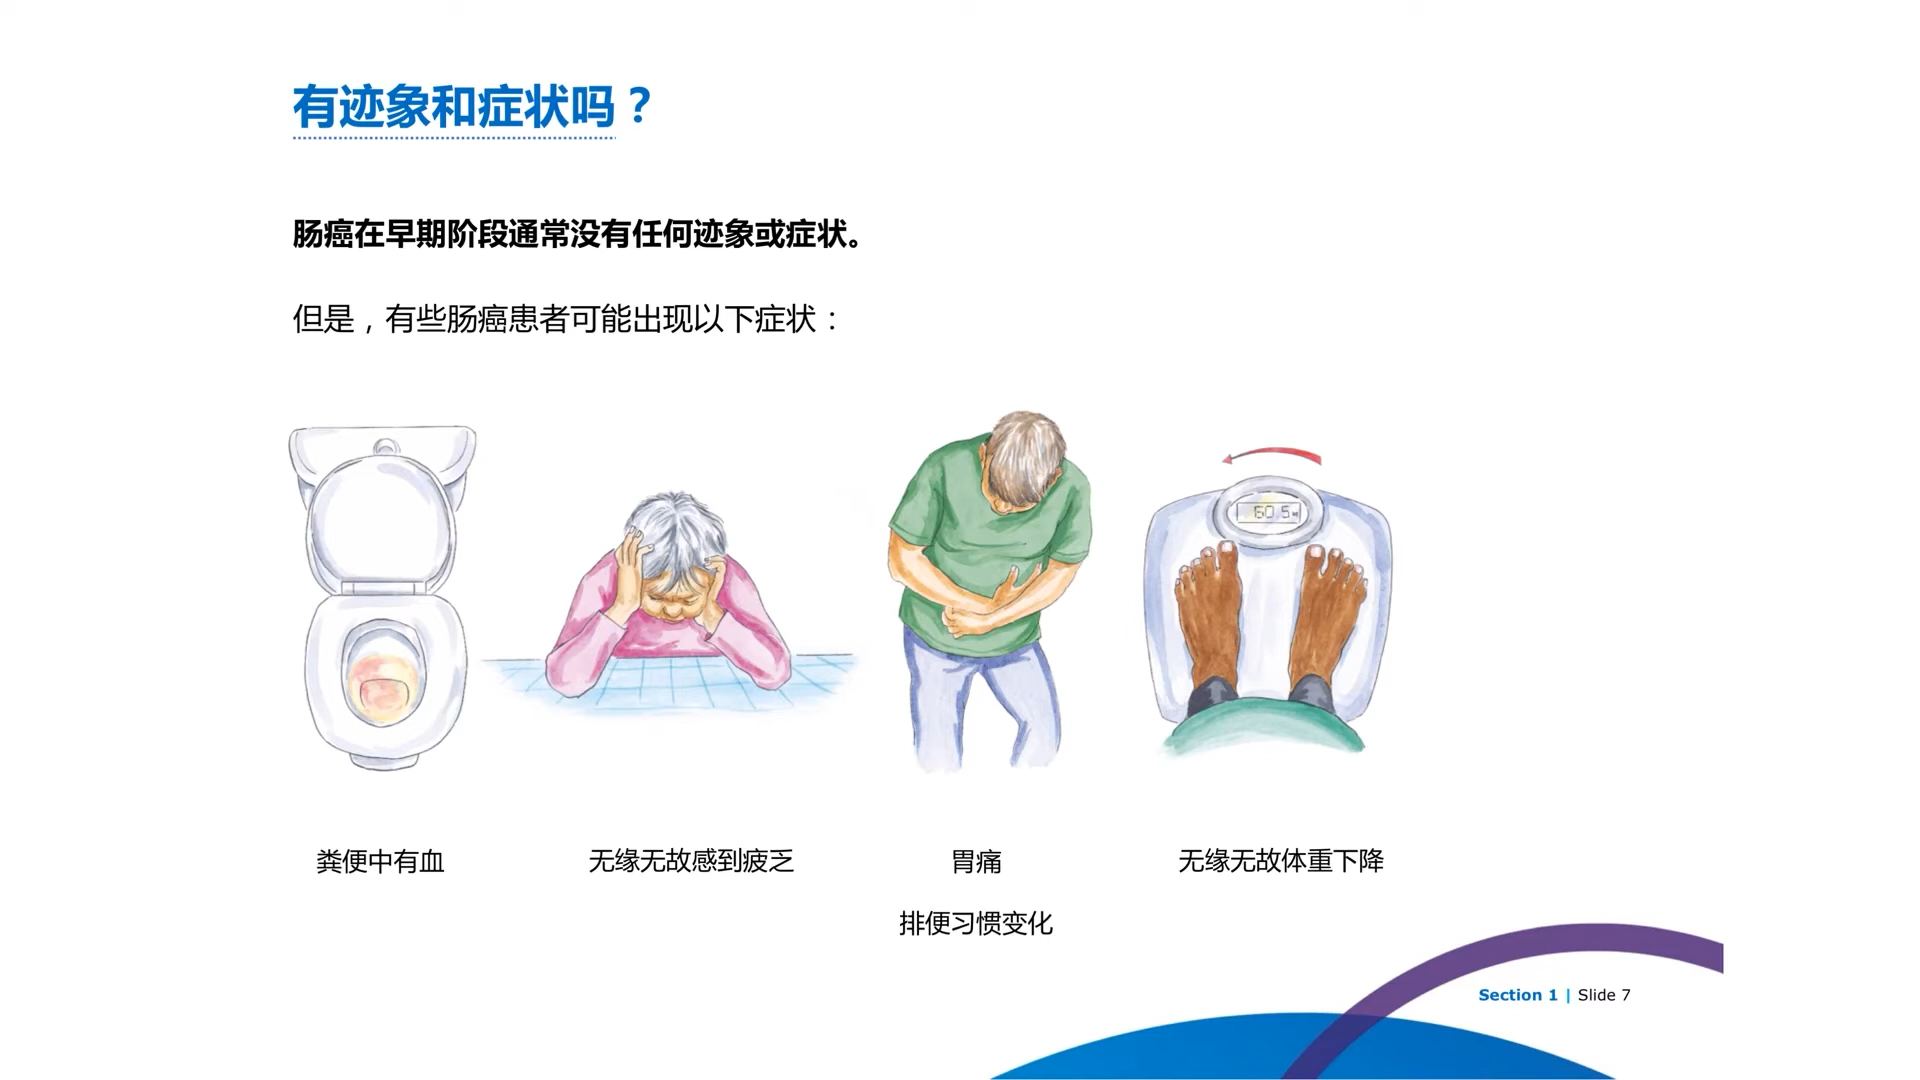 有迹象和症状吗？
肠癌在早期阶段通常没有任何迹象或症状。
但是，有些肠癌患者可能出现以下症状：
60.5
粪便中有血
无缘无故感到疲乏
胃痛
无缘无故体重下降
排便习惯变化
Section 1 | Slide 7